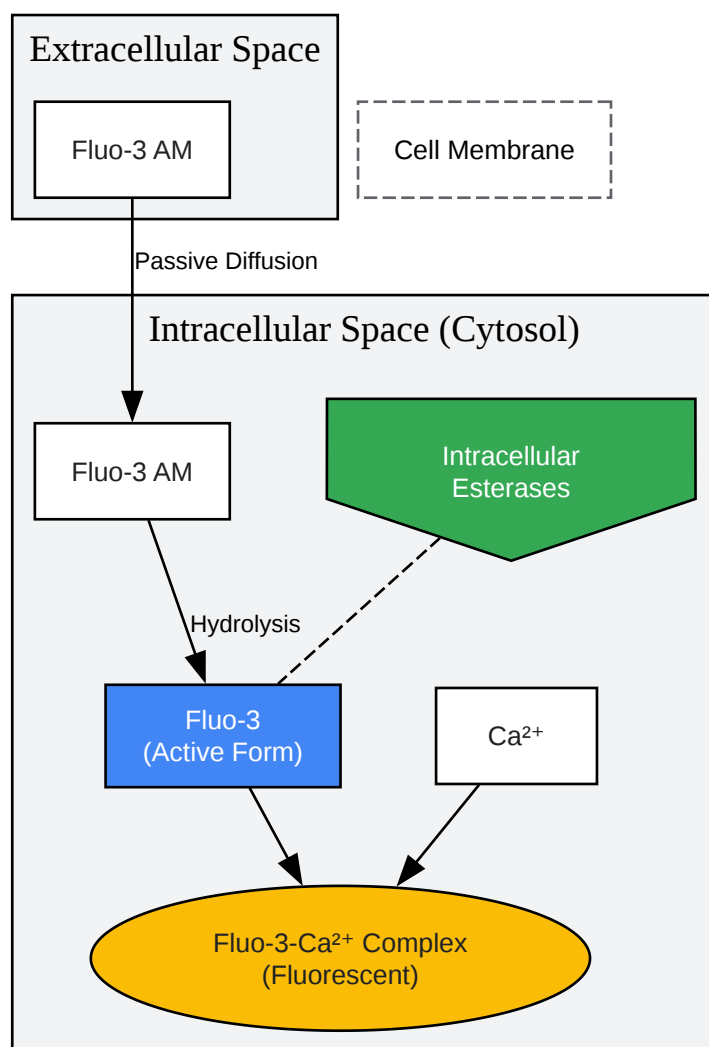 Extracellular Space
Fluo-3 AM
Cell Membrane
Passive Diffusion
Intracellular Space (Cytosol)
Fluo-3 AM
Intracellular
Esterases
Hydrolysis
Fluo-3
(Active Form)
Ca²⁺
Fluo-3-Ca²⁺ Complex
(Fluorescent)